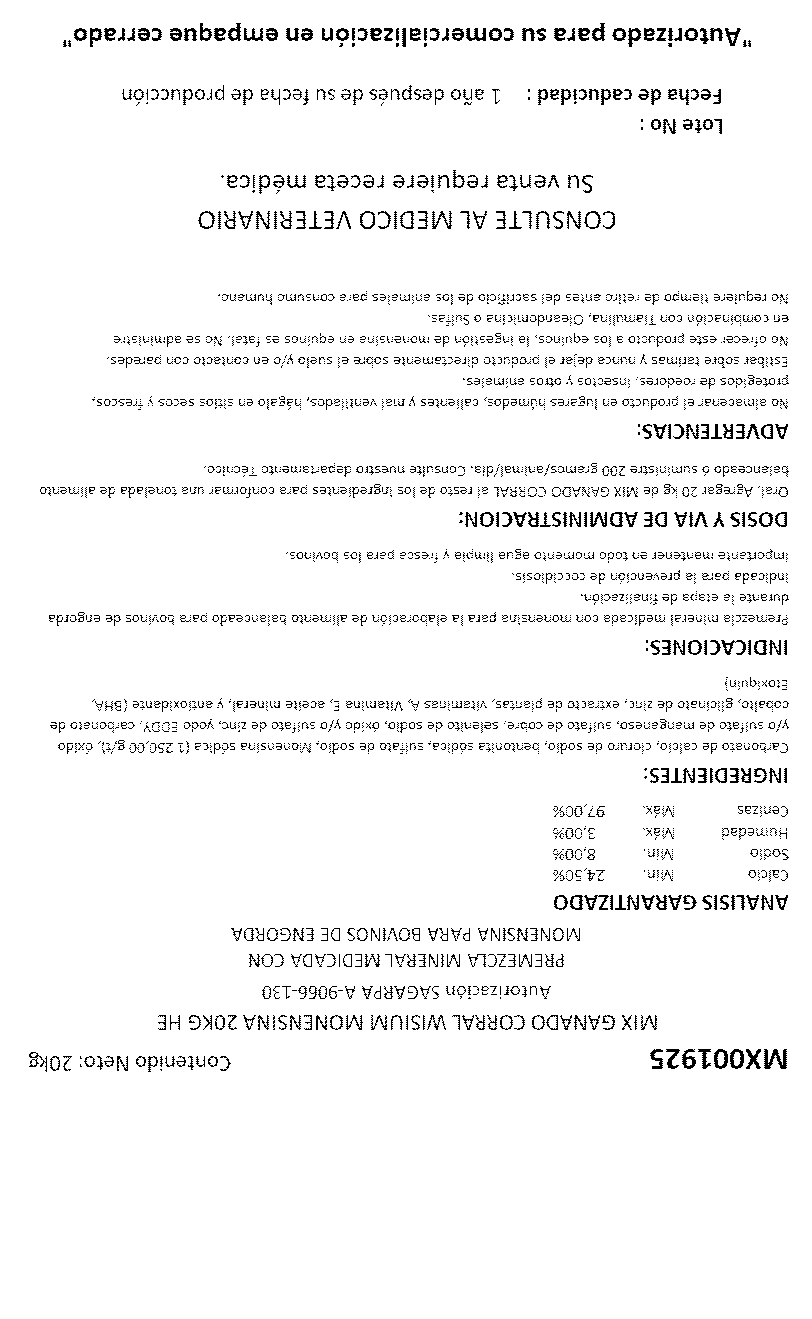 MX001925 Contenido Neto: 20kg
MIX GANADO CORRAL WISIUM MONENSINA 20KG HE
Autorización SAGARPA A-9066-130
PREMEZCLA MINERAL MEDICADA CON
MONENSINA PARA BOVINOS DE ENGORDA
ANALISIS GARANTIZADO
Calcio Min. 24,50%
Sodio Min. 8,00%
Humedad Máx. 3,00%
Cenizas Máx. 97,00%
INGREDIENTES:
Carbonato de calcio, cloruro de sodio, bentonita sódica, sulfato de sodio, Monensina sódica (1 250,00 g/t), óxido
y/o sulfato de manganeso, sulfato de cobre, selenito de sodio, óxido y/o sulfato de zinc, yodo EDDY, carbonato de
cobalto, glicinato de zinc, extracto de plantas, vitaminas A, Vitamina E, aceite mineral, y antioxidante (BHA,
Etoxiquin)
INDICACIONES:
Premezcla mineral medicada con monensina para la elaboración de alimento balanceado para bovinos de engorda
durante la etapa de finalización.
Indicada para la prevención de coccidiosis.
Importante mantener en todo momento agua limpia y fresca para los bovinos.
DOSIS Y VIA DE ADMINISTRACION:
Oral. Agregar 20 kg de MIX GANADO CORRAL al resto de los ingredientes para conformar una tonelada de alimento
balanceado ó suministre 200 gramos/animal/día. Consulte nuestro departamento Técnico.
ADVERTENCIAS:
No almacenar el producto en lugares húmedos, calientes y mal ventilados, hágalo en sitios secos y frescos,
protegidos de roedores, insectos y otros animales.
Estibar sobre tarimas y nunca dejar el producto directamente sobre el suelo y/o en contacto con paredes.
No ofrecer este producto a los equinos, la ingestión de monensina en equinos es fatal. No se administre
en combinación con Tiamulina, Oleandomicina o Sulfas.
No requiere tiempo de retiro antes del sacrificio de los animales para consumo humano.
CONSULTE AL MEDICO VETERINARIO
Su venta requiere receta médica.
Lote No :
Fecha de caducidad : 1 año después de su fecha de producción
"Autorizado para su comercialización en empaque cerrado"